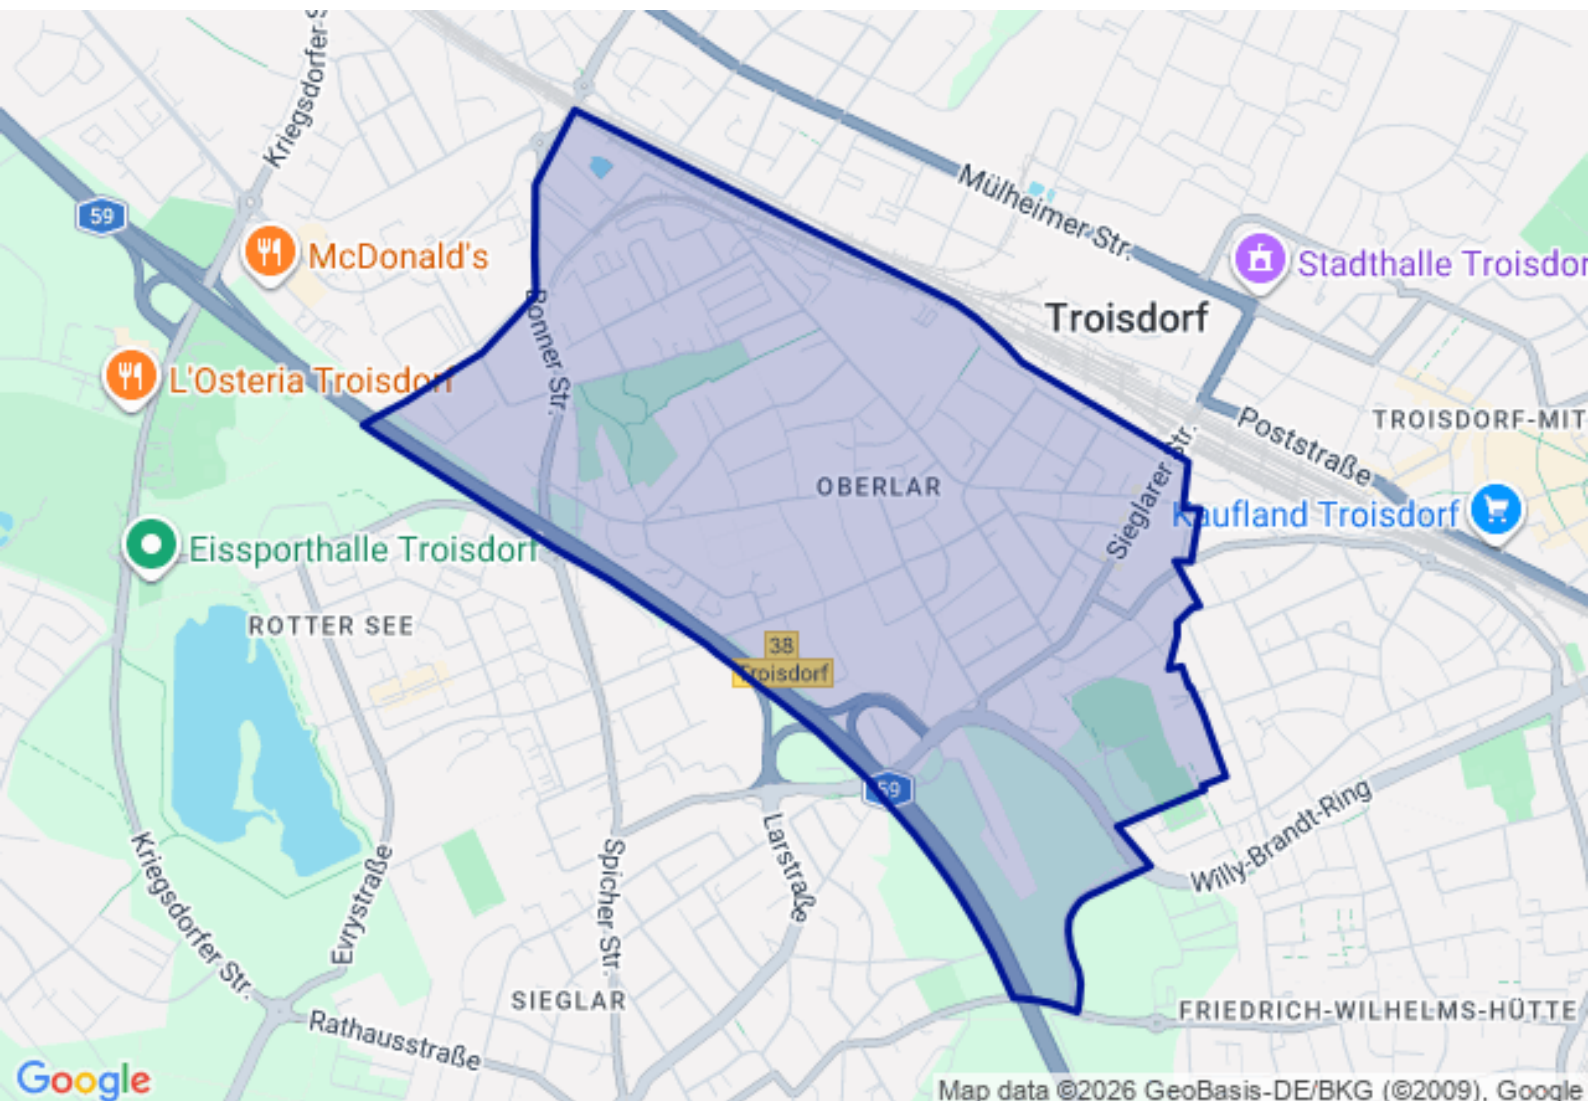 Kriegsdorfer-S
59
McDonald's
Mülheimer Str.
Stadthalle Troisdor
Troisdorf
Bonner Str.
L'Osteria Troisdorf
TROISDORF-MIT
Poststraße
OBERLAR
Sieglarer Str.
Kaufland Troisdorf
Eissporthalle Troisdorf
ROTTER SEE
38
Troisdorf
59
Willy-Brandt-Ring
Larstraße
Spicher Str.
Evrystraße
Kriegsdorfer Str.
SIEGLAR
FRIEDRICH-WILHELMS-HÜTTE
Rathausstraße
Google
Map data ©2026 GeoBasis-DE/BKG (©2009), Google